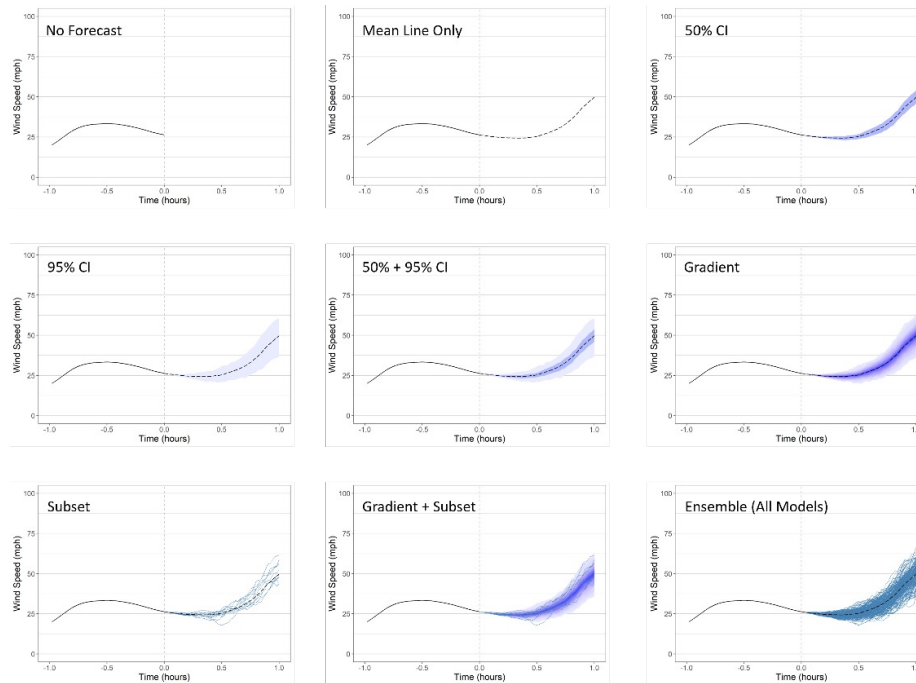 No Forecast
100
75
50
25
0
Wind Speed (mph)
-1.0 -0.5 0.0 0.5 1.0
Time (hours)
Mean Line Only
100
75
50
25
0
Wind Speed (mph)
-1.0 -0.5 0.0 0.5 1.0
Time (hours)
50% CI
100
75
50
25
0
Wind Speed (mph)
-1.0 -0.5 0.0 0.5 1.0
Time (hours)
95% CI
100
75
50
25
0
Wind Speed (mph)
-1.0 -0.5 0.0 0.5 1.0
Time (hours)
50% + 95% CI
100
75
50
25
0
Wind Speed (mph)
-1.0 -0.5 0.0 0.5 1.0
Time (hours)
Gradient
100
75
50
25
0
Wind Speed (mph)
-1.0 -0.5 0.0 0.5 1.0
Time (hours)
Subset
100
75
50
25
0
Wind Speed (mph)
-1.0 -0.5 0.0 0.5 1.0
Time (hours)
Gradient + Subset
100
75
50
25
0
Wind Speed (mph)
-1.0 -0.5 0.0 0.5 1.0
Time (hours)
Ensemble (All Models)
100
75
50
25
0
Wind Speed (mph)
-1.0 -0.5 0.0 0.5 1.0
Time (hours)